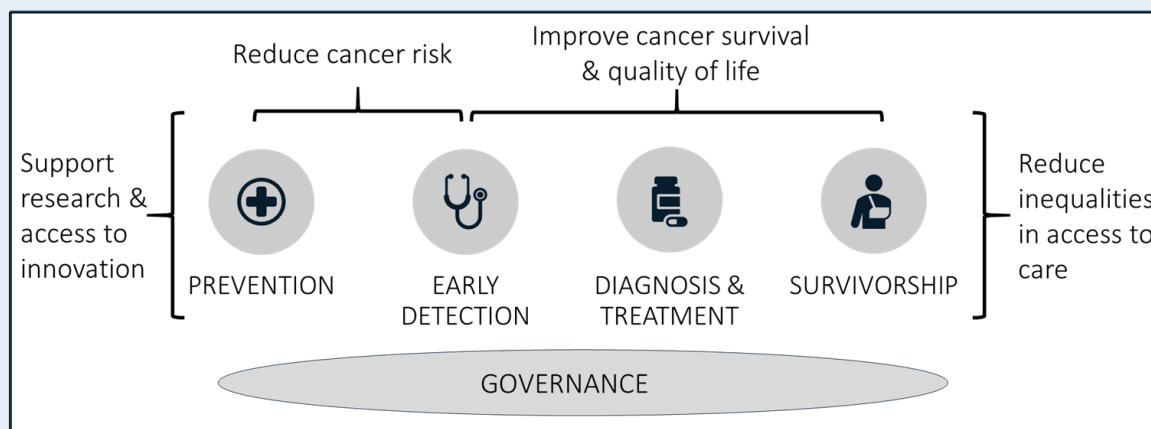 Reduce cancer risk
Improve cancer survival
& quality of life
Support
research &
access to
innovation
PREVENTION
EARLY
DETECTION
DIAGNOSIS &
TREATMENT
SURVIVORSHIP
Reduce
inequalities
in access to
care
GOVERNANCE